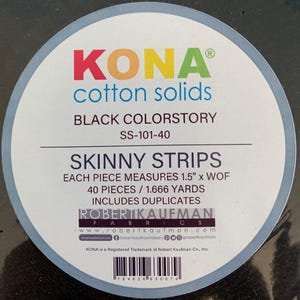 KONA®
cotton solids
BLACK COLORSTORY
SS-101-40
SKINNY STRIPS
EACH PIECE MEASURES 1.5" x WOF
40 PIECES / 1.666 YARDS
INCLUDES DUPLICATES
ROBERT KAUFMAN
FABRICS
www.robertkaufman.com
KONA is a Registered Trademark of Robert Kaufman Co., Inc.